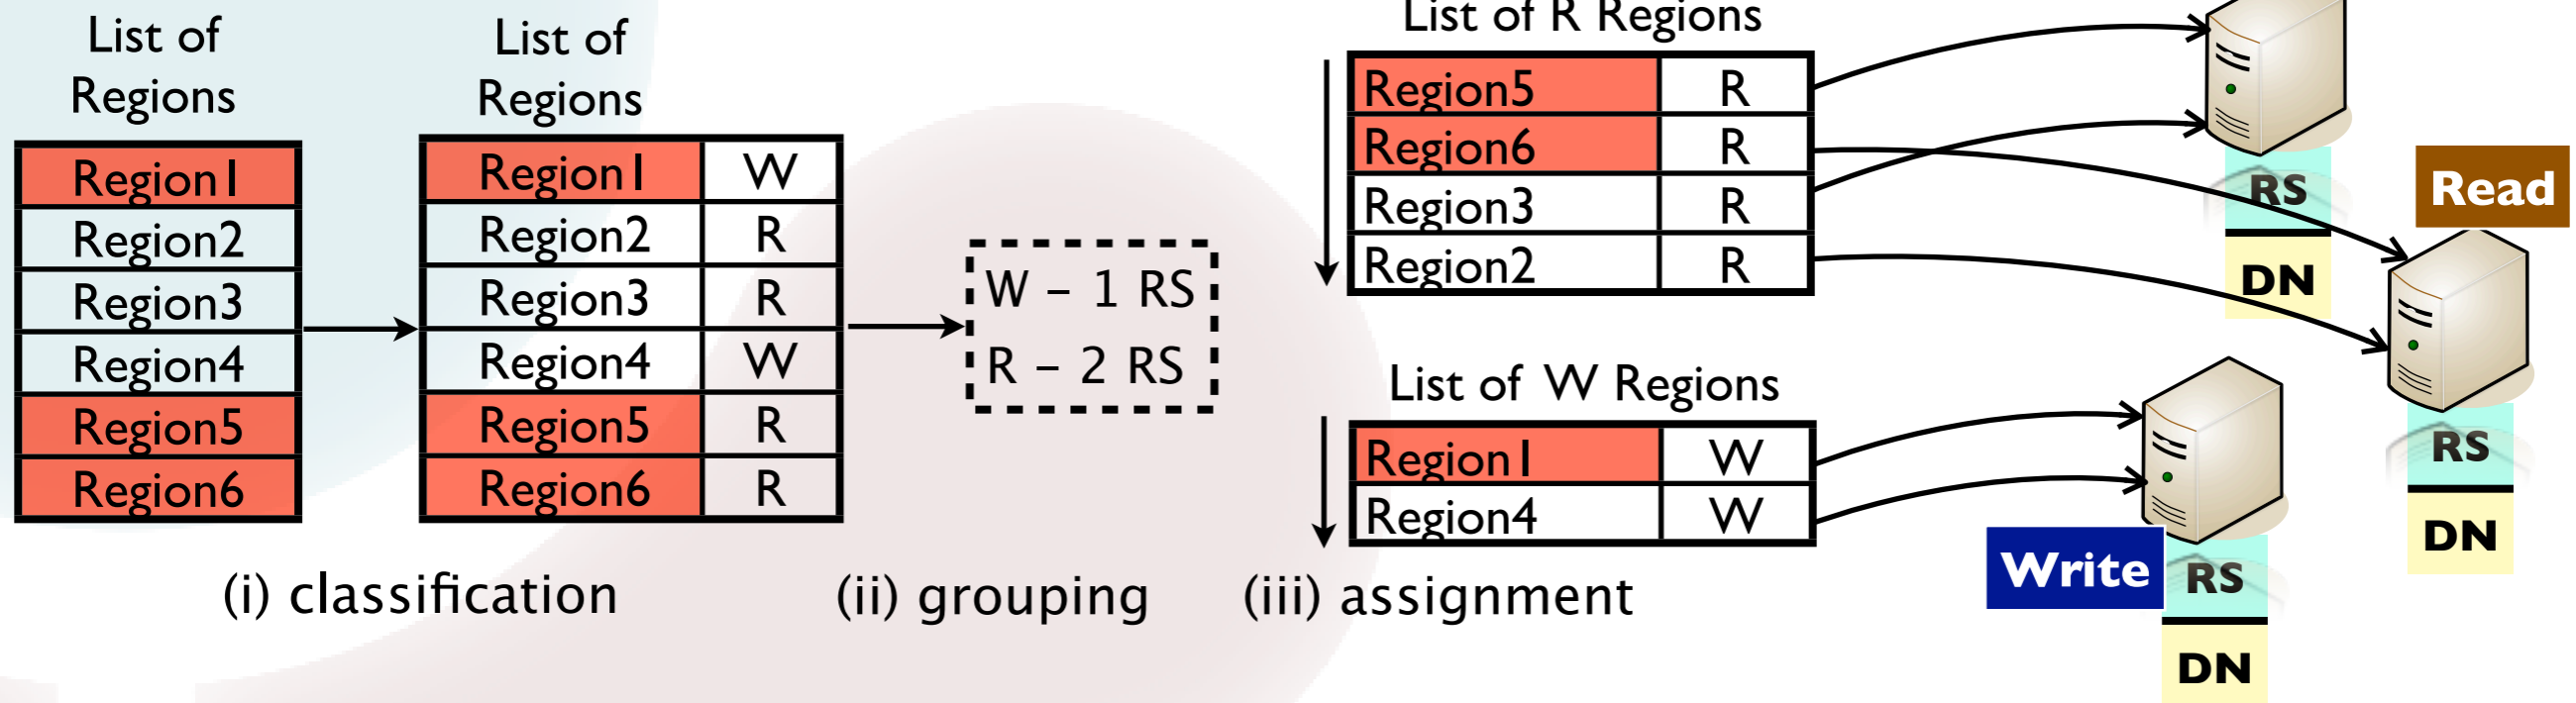 List of
Regions
Region1
Region2
Region3
Region4
Region5
Region6
List of
Regions
Region1 W
Region2 R
Region3 R
Region4 W
Region5 R
Region6 R
W – 1 RS
R – 2 RS
List of R Regions
Region5 R
Region6 R
Region3 R
Region2 R
List of W Regions
Region1 W
Region4 W
RS
DN
Read
RS
DN
Write
RS
DN
(i) classification
(ii) grouping
(iii) assignment